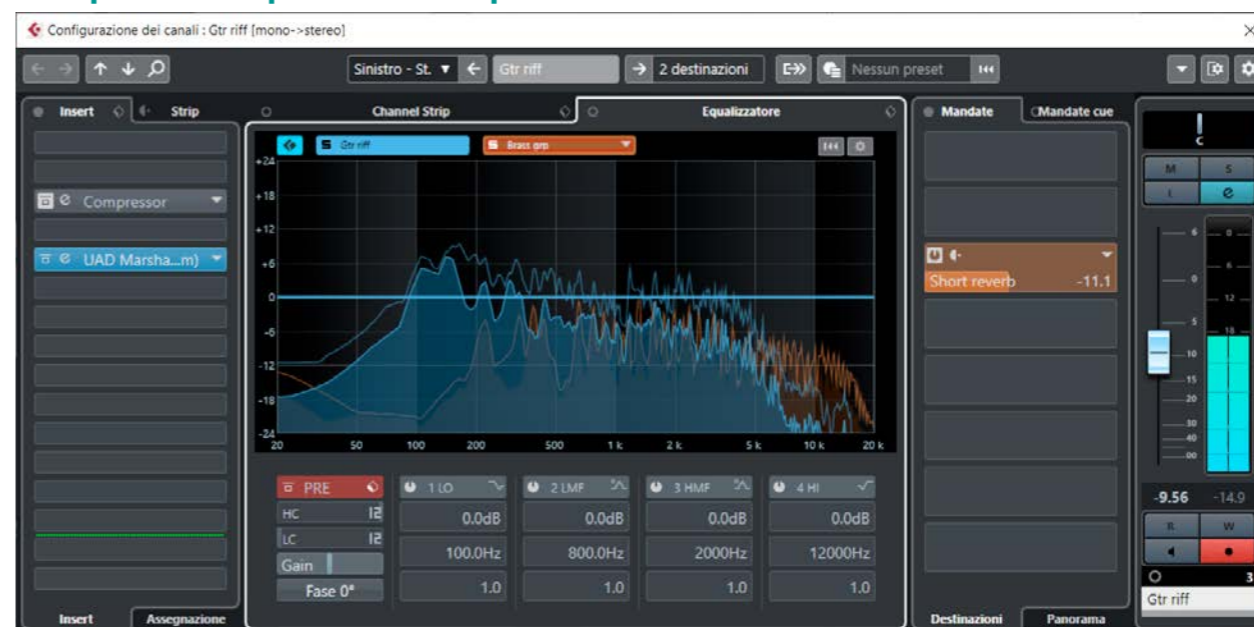 Configurazione dei canali : Gtr riff [mono->stereo]
Sinistro - St. Gtr riff 2 destinazioni Nessun preset
Insert Strip Channel Strip Equalizzatore Mandate Mandate cue
Gtr riff Brass grp
C
M S
L e
Compressor
UAD Marsha...m)
Short reverb -11.1
+24
+18
+12
+6
0
-6
-12
-18
-24
20 50 100 200 500 1 k 2 k 5 k 10 k 20 k
6 0
0 6
12
5 18
10
15
20
30
40
00
PRE 1 LO 2 LMF 3 HMF 4 HI
HC 12 0.0dB 0.0dB 0.0dB 0.0dB
LC 12
Gain 100.0Hz 800.0Hz 2000Hz 12000Hz
Fase 0° 1.0 1.0 1.0 1.0
-9.56 -14.9
R W
3
Gtr riff
Insert Assegnazione Destinazioni Panorama